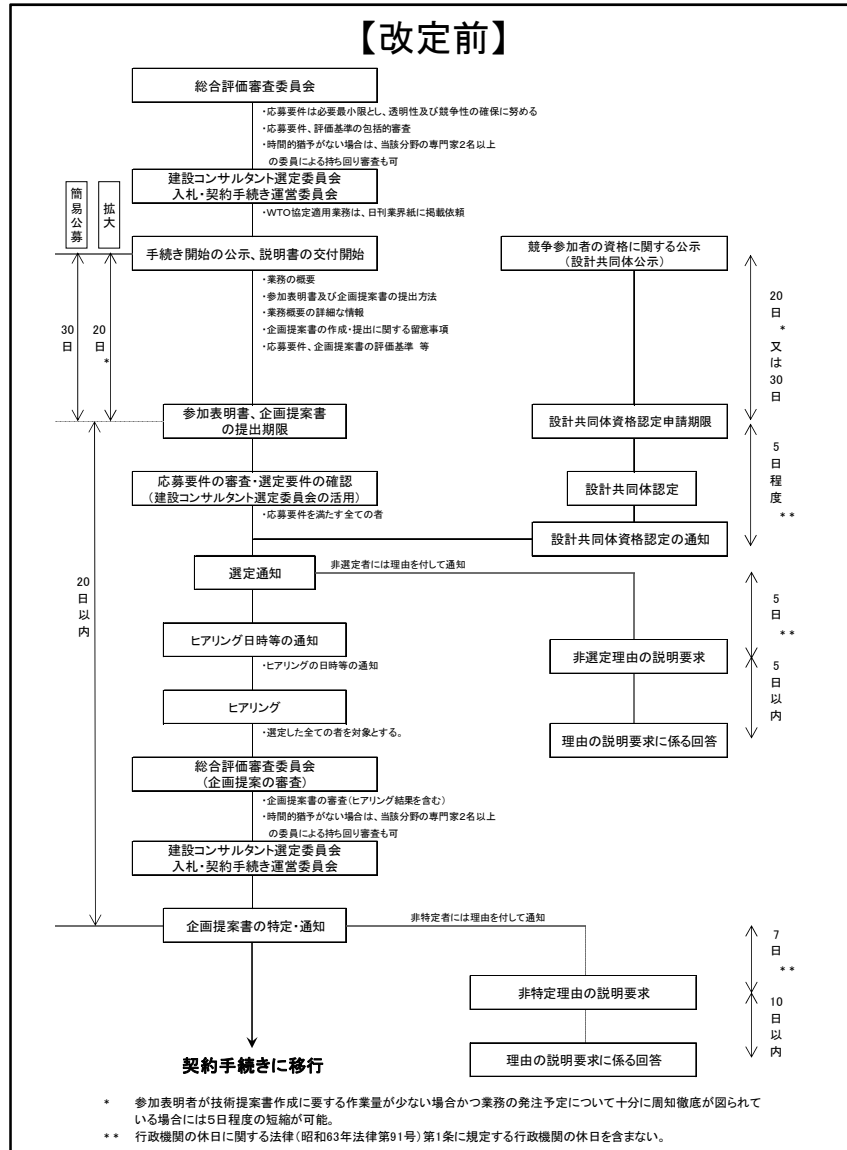 【改定前】
総合評価審査委員会
・応募要件は必要最小限とし、透明性及び競争性の確保に努める
・応募要件、評価基準の包括的審査
・時間的猶予がない場合は、当該分野の専門家2名以上
の委員による持ち回り審査も可
建設コンサルタント選定委員会
入札・契約手続き運営委員会
・WTO協定適用業務は、日刊業界紙に掲載依頼
簡易公募
拡大
手続き開始の公示、説明書の交付開始
競争参加者の資格に関する公示
(設計共同体公示)
・業務の概要
・参加表明書及び企画提案書の提出方法
・業務概要の詳細な情報
・企画提案書の作成・提出に関する留意事項
・応募要件、企画提案書の評価基準 等
30日
20日*
20日*又は30日
参加表明書、企画提案書
の提出期限
設計共同体資格認定申請期限
応募要件の審査・選定要件の確認
(建設コンサルタント選定委員会の活用)
・応募要件を満たす全ての者
設計共同体認定
5日程度**
設計共同体資格認定の通知
選定通知
非選定者には理由を付して通知
20日以内
5日**
ヒアリング日時等の通知
・ヒアリングの日時等の通知
非選定理由の説明要求
5日以内
ヒアリング
・選定した全ての者を対象とする。
理由の説明要求に係る回答
総合評価審査委員会
(企画提案の審査)
・企画提案書の審査(ヒアリング結果を含む)
・時間的猶予がない場合は、当該分野の専門家2名以上
の委員による持ち回り審査も可
建設コンサルタント選定委員会
入札・契約手続き運営委員会
企画提案書の特定・通知
非特定者には理由を付して通知
7日**
非特定理由の説明要求
10日以内
契約手続きに移行
理由の説明要求に係る回答
* 参加表明者が技術提案書作成に要する作業量が少ない場合かつ業務の発注予定について十分に周知徹底が図られて
いる場合には5日程度の短縮が可能。
** 行政機関の休日に関する法律(昭和63年法律第91号)第1条に規定する行政機関の休日を含まない。